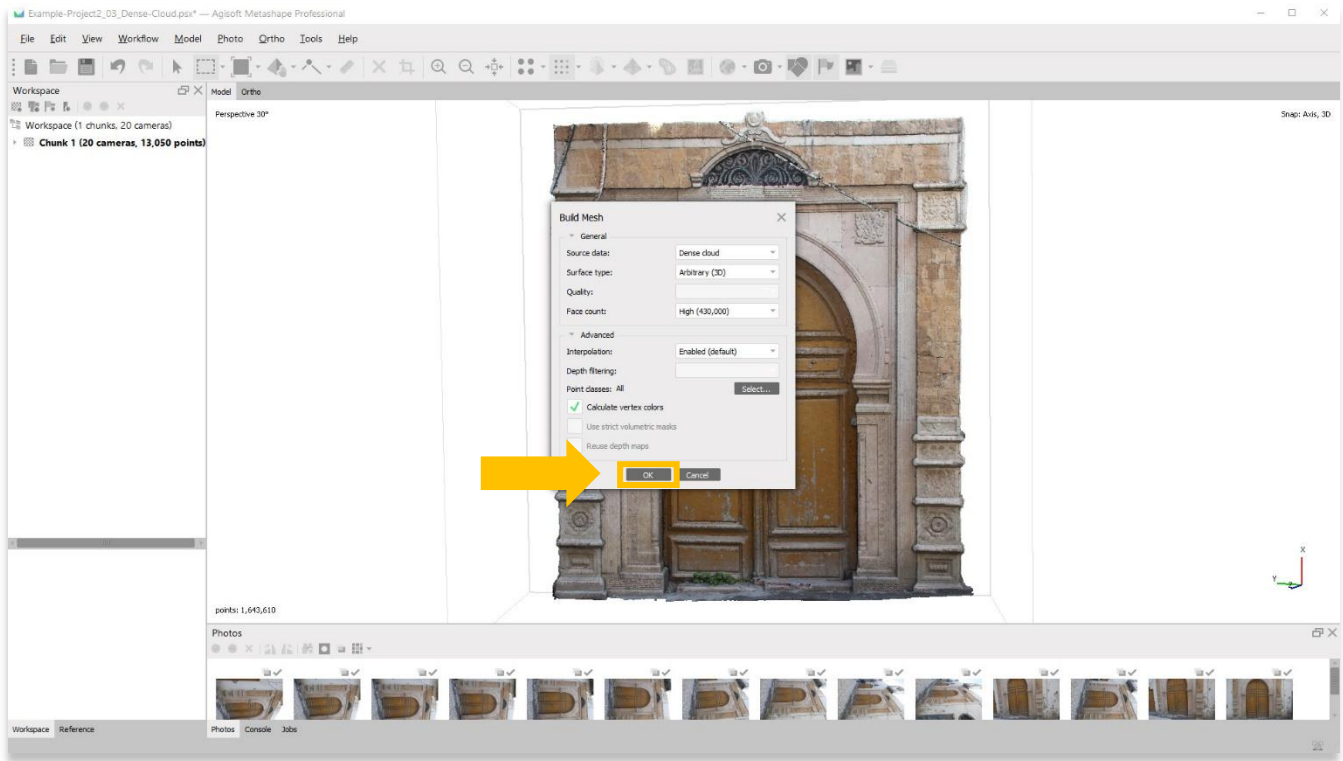 Example-Project2_03_Dense-Cloud.psx* — Agisoft Metashape Professional
File Edit View Workflow Model Photo Ortho Tools Help
Workspace
Model Ortho
Perspective 30°
Snap: Axis, 3D
Workspace (1 chunks, 20 cameras)
Chunk 1 (20 cameras, 13,050 points)
Build Mesh
General
Source data: Dense cloud
Surface type: Arbitrary (3D)
Quality:
Face count: High (430,000)
Advanced
Interpolation: Enabled (default)
Depth filtering:
Point classes: All Select...
Calculate vertex colors
Use strict volumetric masks
Reuse depth maps
OK Cancel
X
Y
points: 1,643,610
Photos
Workspace Reference
Photos Console Jobs